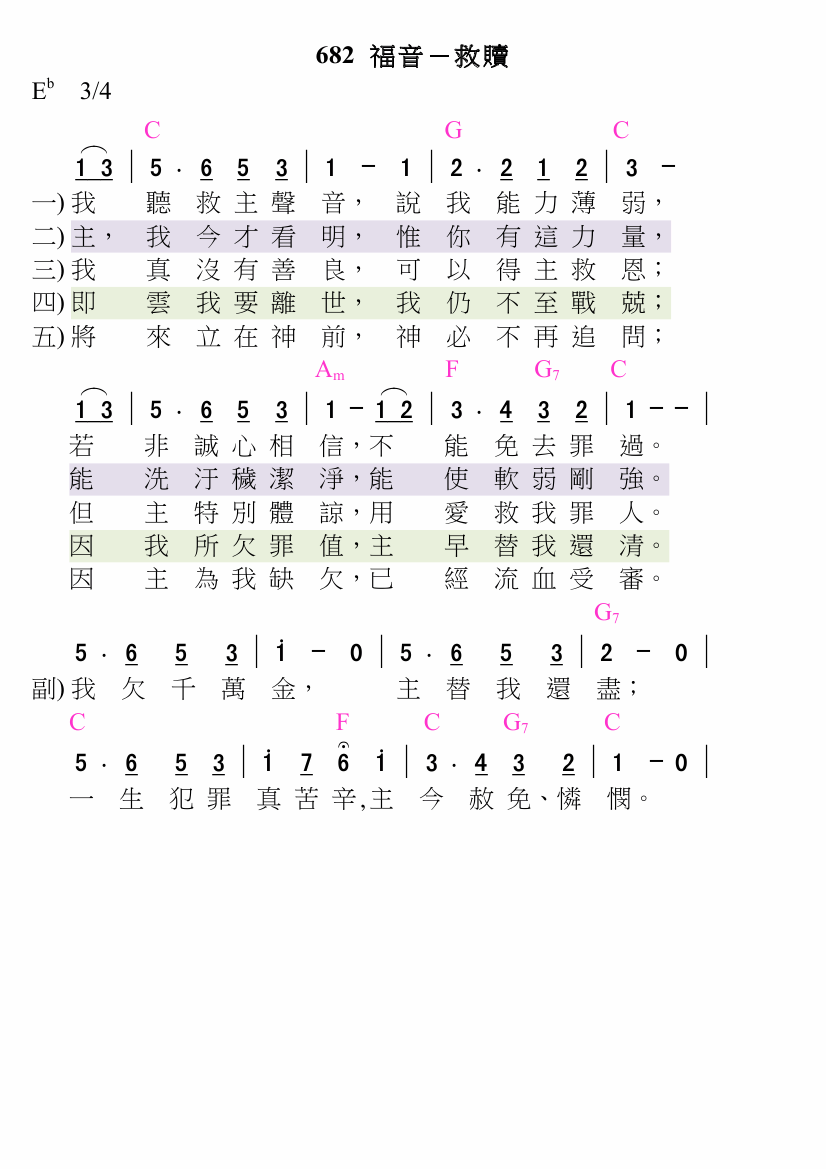 682 福音－救贖
E♭ 3/4
C G C
1 3 | 5 · 6 5 3 | 1 － 1 | 2 · 2 1 2 | 3 －
一) 我 聽 救 主 聲 音， 說 我 能 力 薄 弱，
二) 主， 我 今 才 看 明， 惟 你 有 這 力 量，
三) 我 真 沒 有 善 良， 可 以 得 主 救 恩；
四) 即 雲 我 要 離 世， 我 仍 不 至 戰 兢；
五) 將 來 立 在 神 前， 神 必 不 再 追 問；
Am F G7 C
1 3 | 5 · 6 5 3 | 1 － 1 2 | 3 · 4 3 2 | 1 － － |
若 非 誠 心 相 信，不 能 免 去 罪 過。
能 洗 汙 穢 潔 淨，能 使 軟 弱 剛 強。
但 主 特 別 體 諒，用 愛 救 我 罪 人。
因 我 所 欠 罪 值，主 早 替 我 還 清。
因 主 為 我 缺 欠，已 經 流 血 受 審。
G7
5 · 6 5 3 | i － 0 | 5 · 6 5 3 | 2 － 0 |
副) 我 欠 千 萬 金， 主 替 我 還 盡；
C F C G7 C
5 · 6 5 3 | i 7 6 i | 3 · 4 3 2 | 1 － 0 |
一 生 犯 罪 真 苦 辛,主 今 赦 免、憐 憫。